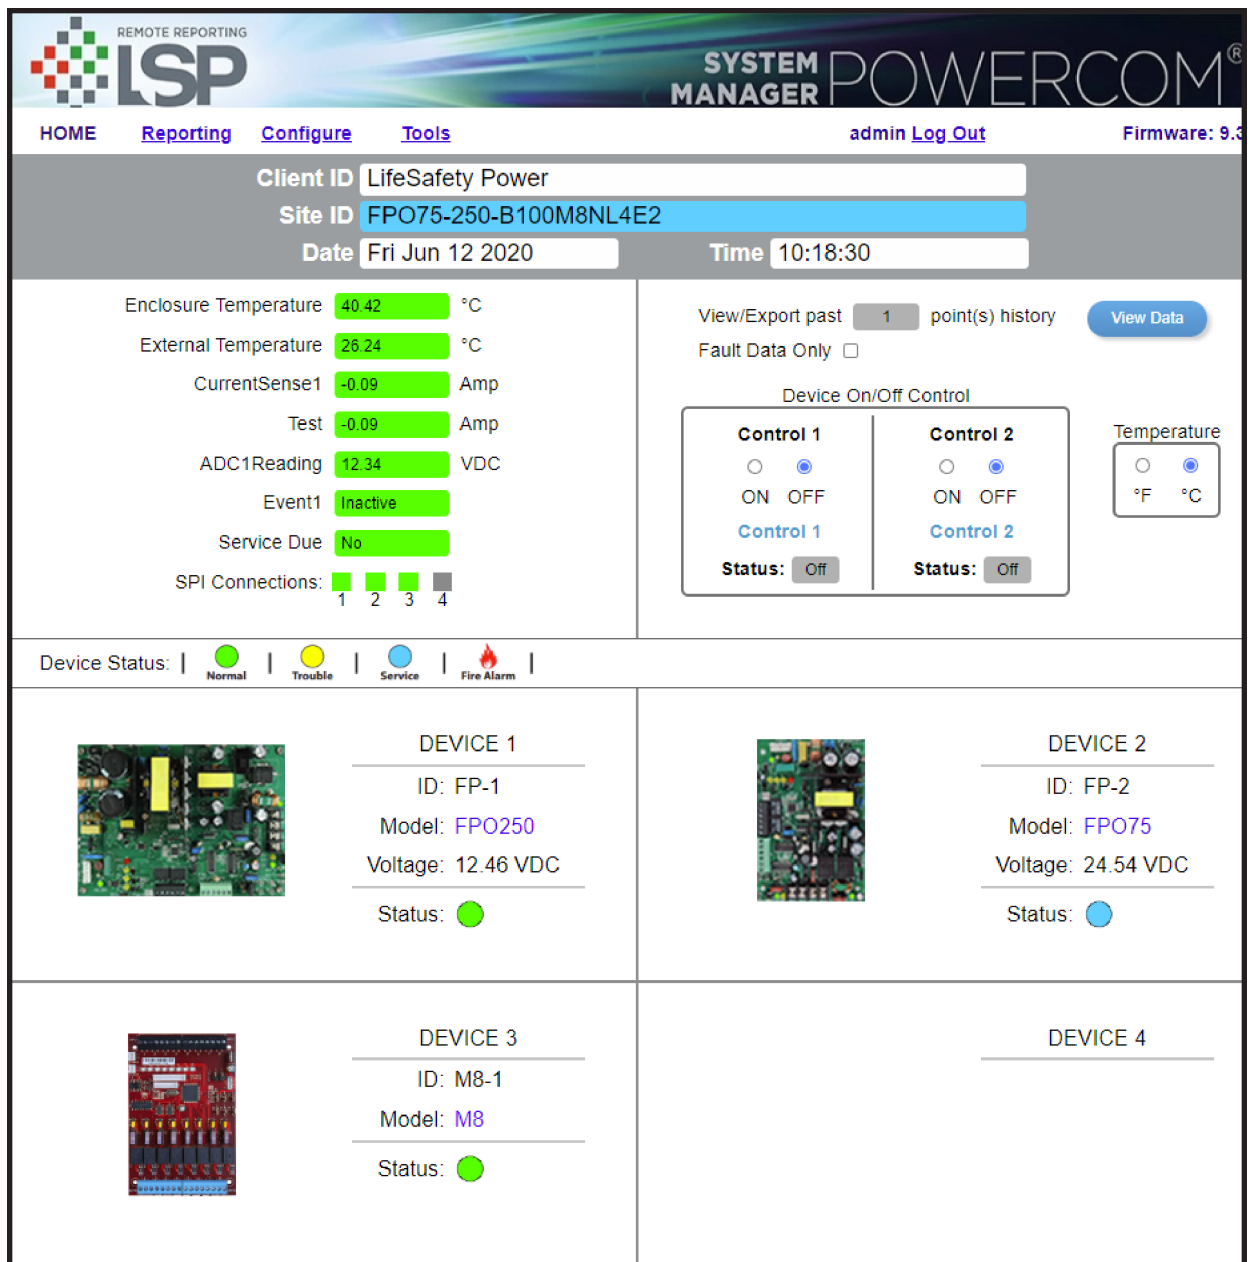 REMOTE REPORTING
LSP
SYSTEM
MANAGER POWERCOM®
HOME Reporting Configure Tools admin Log Out Firmware: 9.3
Client ID LifeSafety Power
Site ID FPO75-250-B100M8NL4E2
Date Fri Jun 12 2020 Time 10:18:30
Enclosure Temperature 40.42 °C
External Temperature 26.24 °C
CurrentSense1 -0.09 Amp
Test -0.09 Amp
ADC1Reading 12.34 VDC
Event1 Inactive
Service Due No
SPI Connections:
1 2 3 4
View/Export past 1 point(s) history View Data
Fault Data Only
Device On/Off Control
Control 1 Control 2
ON OFF ON OFF
Control 1 Control 2
Status: Off Status: Off
Temperature
°F °C
Device Status: | Normal | Trouble | Service | Fire Alarm |
DEVICE 1
ID: FP-1
Model: FPO250
Voltage: 12.46 VDC
Status:
DEVICE 2
ID: FP-2
Model: FPO75
Voltage: 24.54 VDC
Status:
DEVICE 3
ID: M8-1
Model: M8
Status:
DEVICE 4